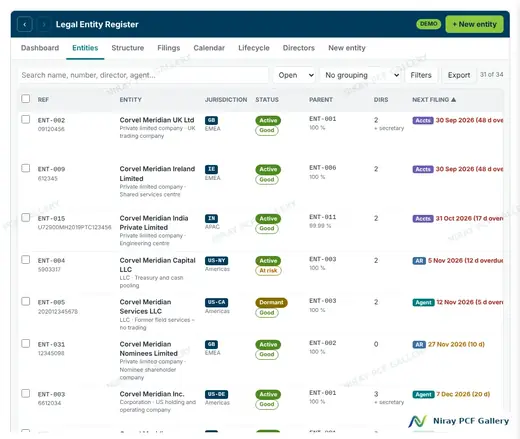 Legal Entity Register
DEMO
+ New entity
Dashboard Entities Structure Filings Calendar Lifecycle Directors New entity
Search name, number, director, agent...
Open
No grouping
Filters
Export
31 of 34
REF ENTITY JURISDICTION STATUS PARENT DIRS NEXT FILING ▲
ENT-002 Corvel Meridian UK Ltd GB Active ENT-001 2 Accts 30 Sep 2026 (48 d ove
09120456 Private limited company · UK EMEA Good 100 % + secretary
trading company
ENT-009 Corvel Meridian Ireland IE Active ENT-006 2 Accts 30 Sep 2026 (48 d ove
612345 Limited EMEA Good 100 %
Private limited company ·
Shared services centre
ENT-015 Corvel Meridian India IN Active ENT-011 2 Accts 31 Oct 2026 (17 d over
U72900MH2019PTC123456 Private Limited APAC Good 99.99 %
Private limited company ·
Engineering centre
ENT-004 Corvel Meridian Capital US-NY Active ENT-003 2 AR 5 Nov 2026 (12 d overdu
5903317 LLC Americas At risk 100 %
LLC · Treasury and cash
pooling
ENT-005 Corvel Meridian US-CA Dormant ENT-003 2 Agent 12 Nov 2026 (5 d overd
202012345678 Services LLC Americas Good 100 %
LLC · Former field services –
no trading
ENT-031 Corvel Meridian GB Active ENT-002 0 AR 27 Nov 2026 (10 d)
12345098 Nominees Limited EMEA Good 100 %
Private limited company ·
Nominee shareholder
company
ENT-003 Corvel Meridian Inc. US-DE Active ENT-001 3 Agent 7 Dec 2026 (20 d)
6612034 Corporation · US holding and Americas Good 100 % + secretary
operating company
Niray PCF Gallery
NIRAY PCF GALLERY